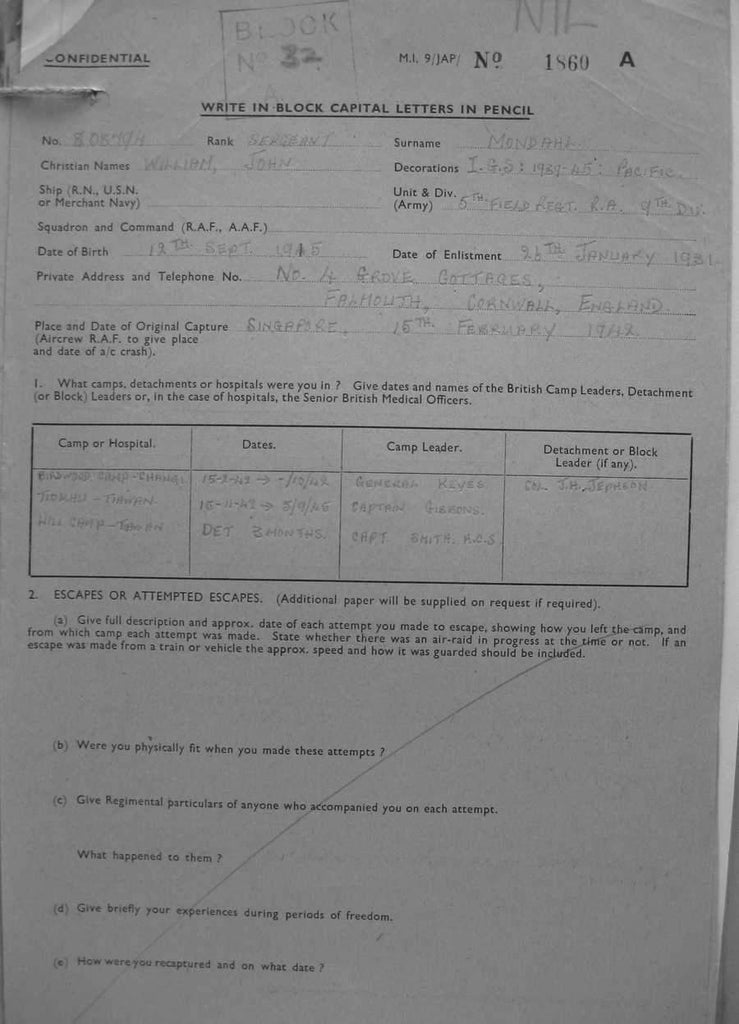 BLOCK
Nº 32
NIL
CONFIDENTIAL
M.I. 9/JAP/ Nº 1860 A
WRITE IN BLOCK CAPITAL LETTERS IN PENCIL
No. Rank SERGEANT Surname
Christian Names WILLIAM, JOHN Decorations I.G.S: 1939-45: PACIFIC.
Ship (R.N., U.S.N.
or Merchant Navy)
Unit & Div.
(Army) 5TH FIELD REGT. R.A. 9TH DIV.
Squadron and Command (R.A.F., A.A.F.)
Date of Birth 12TH SEPT. Date of Enlistment 26TH JANUARY 1931
Private Address and Telephone No. No. 4 GROVE COTTAGES,
FALMOUTH, CORNWALL, ENGLAND.
Place and Date of Original Capture SINGAPORE, 15TH FEBRUARY 1942
(Aircrew R.A.F. to give place
and date of a/c crash).
1. What camps, detachments or hospitals were you in ? Give dates and names of the British Camp Leaders, Detachment
(or Block) Leaders or, in the case of hospitals, the Senior British Medical Officers.
Camp or Hospital. Dates. Camp Leader. Detachment or Block
Leader (if any).
CAMP - CHANGI 15-2-42 → -/10/42 GENERAL KEYES COL. J.H. JEPHSON
- TAIWAN. 15-11-42 → 5/9/45 CAPTAIN GIBBONS.
HILL CAMP - TAIWAN DET 3 MONTHS. CAPT. SMITH.
2. ESCAPES OR ATTEMPTED ESCAPES. (Additional paper will be supplied on request if required).
(a) Give full description and approx. date of each attempt you made to escape, showing how you left the camp, and
from which camp each attempt was made. State whether there was an air-raid in progress at the time or not. If an
escape was made from a train or vehicle the approx. speed and how it was guarded should be included.
(b) Were you physically fit when you made these attempts ?
(c) Give Regimental particulars of anyone who accompanied you on each attempt.
What happened to them ?
(d) Give briefly your experiences during periods of freedom.
(e) How were you recaptured and on what date ?